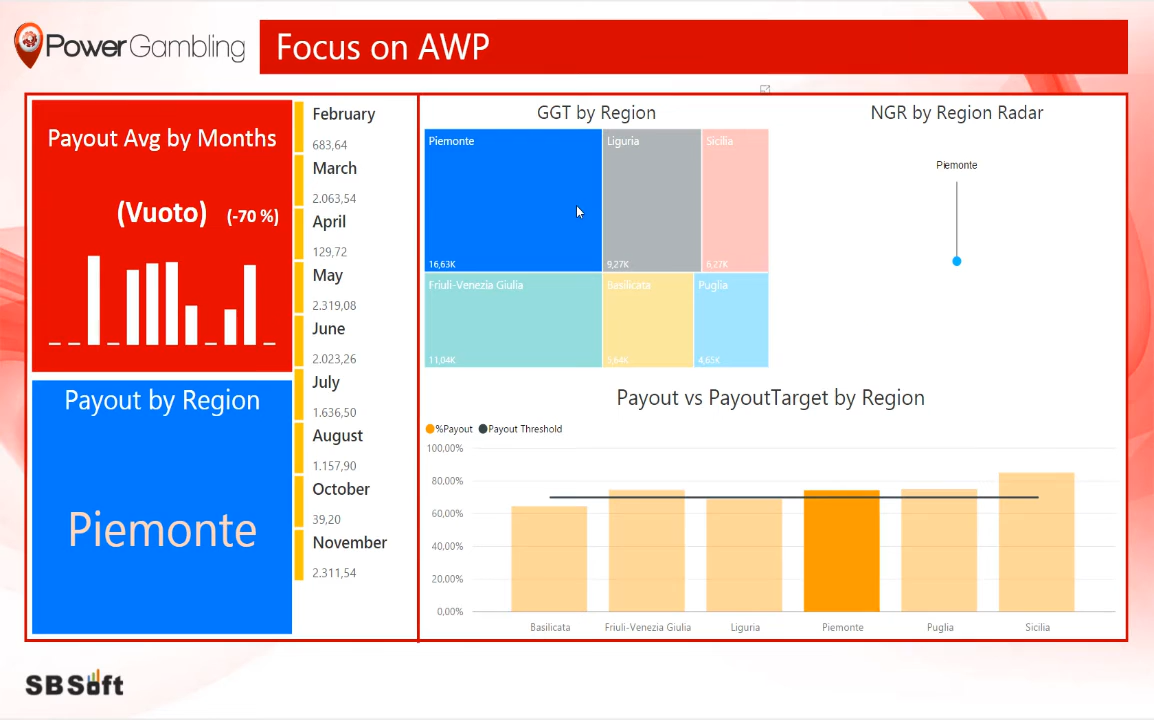 PowerGambling
Focus on AWP
Payout Avg by Months
(Vuoto) (-70 %)
Payout by Region
Piemonte
February
683,64
March
2.063,54
April
129,72
May
2.319,08
June
2.023,26
July
1.636,50
August
1.157,90
October
39,20
November
2.311,54
GGT by Region
Piemonte
16,63K
Liguria
9,27K
Sicilia
6,27K
Friuli-Venezia Giulia
11,04K
Basilicata
5,64K
Puglia
4,65K
NGR by Region Radar
Piemonte
Payout vs PayoutTarget by Region
%Payout Payout Threshold
100,00%
80,00%
60,00%
40,00%
20,00%
0,00%
Basilicata Friuli-Venezia Giulia Liguria Piemonte Puglia Sicilia
SBSoft